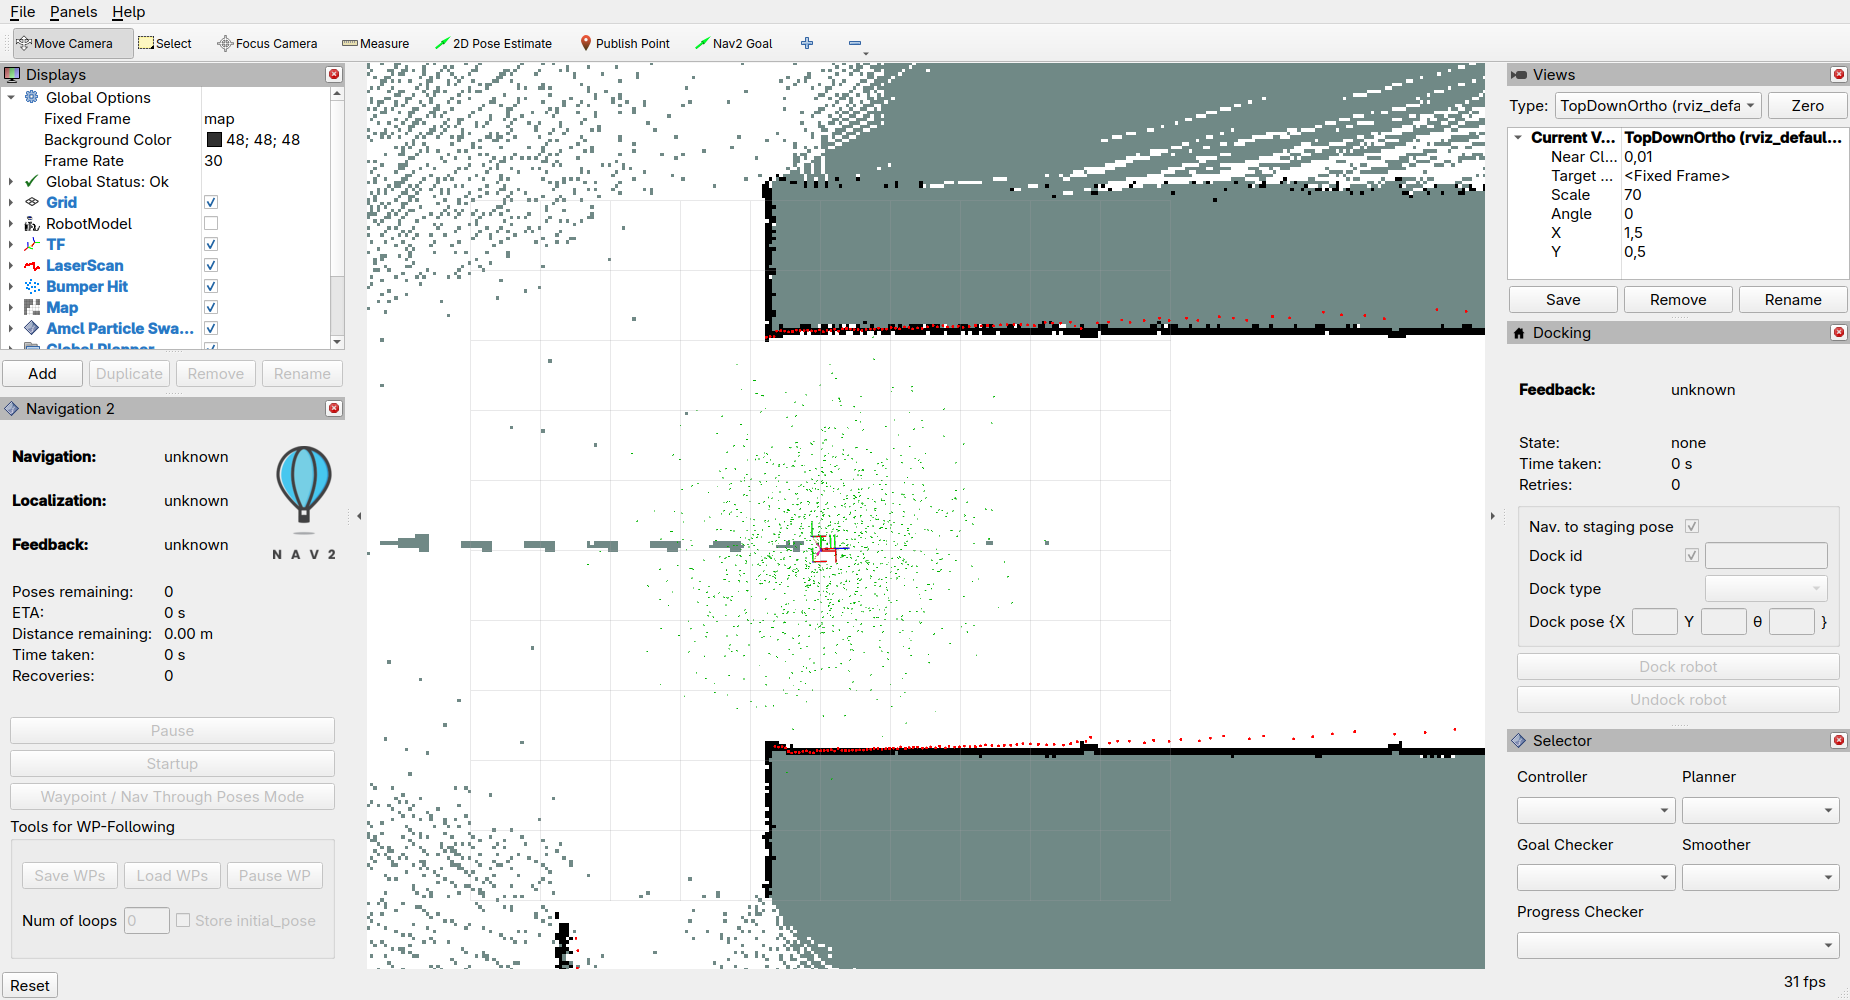 File Panels Help
Move Camera Select Focus Camera Measure 2D Pose Estimate Publish Point Nav2 Goal
Displays
Global Options
Fixed Frame map
Background Color 48; 48; 48
Frame Rate 30
Global Status: Ok
Grid
RobotModel
TF
LaserScan
Bumper Hit
Map
Amcl Particle Swa...
Global Planner
Add Duplicate Remove Rename
Navigation 2
Navigation: unknown
Localization: unknown
Feedback: unknown
NAV2
Poses remaining: 0
ETA: 0 s
Distance remaining: 0.00 m
Time taken: 0 s
Recoveries: 0
Pause
Startup
Waypoint / Nav Through Poses Mode
Tools for WP-Following
Save WPs Load WPs Pause WP
Num of loops 0 Store initial_pose
Reset
Views
Type: TopDownOrtho (rviz_defa Zero
Current V... TopDownOrtho (rviz_defaul...
Near Cl... 0,01
Target ... <Fixed Frame>
Scale 70
Angle 0
X 1,5
Y 0,5
Save Remove Rename
Docking
Feedback: unknown
State: none
Time taken: 0 s
Retries: 0
Nav. to staging pose
Dock id
Dock type
Dock pose {X Y θ }
Dock robot
Undock robot
Selector
Controller Planner
Goal Checker Smoother
Progress Checker
31 fps